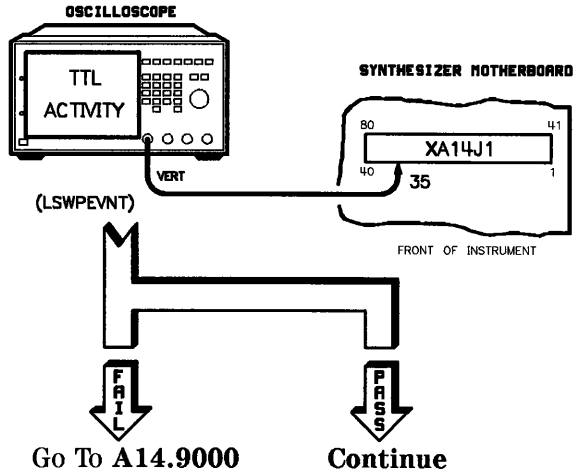 OSCILLOSCOPE
TTL
ACTIVITY
SYNTHESIZER MOTHERBOARD
80
41
XA14J1
40
1
35
VERT
(LSWPEVNT)
FRONT OF INSTRUMENT
FAIL
PASS
Go To A14.9000
Continue